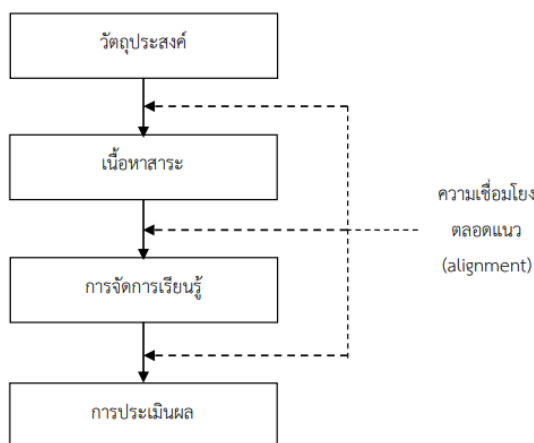 วัตถุประสงค์
เนื้อหาสาระ
ความเชื่อมโยง
ตลอดแนว
(alignment)
การจัดการเรียนรู้
การประเมินผล